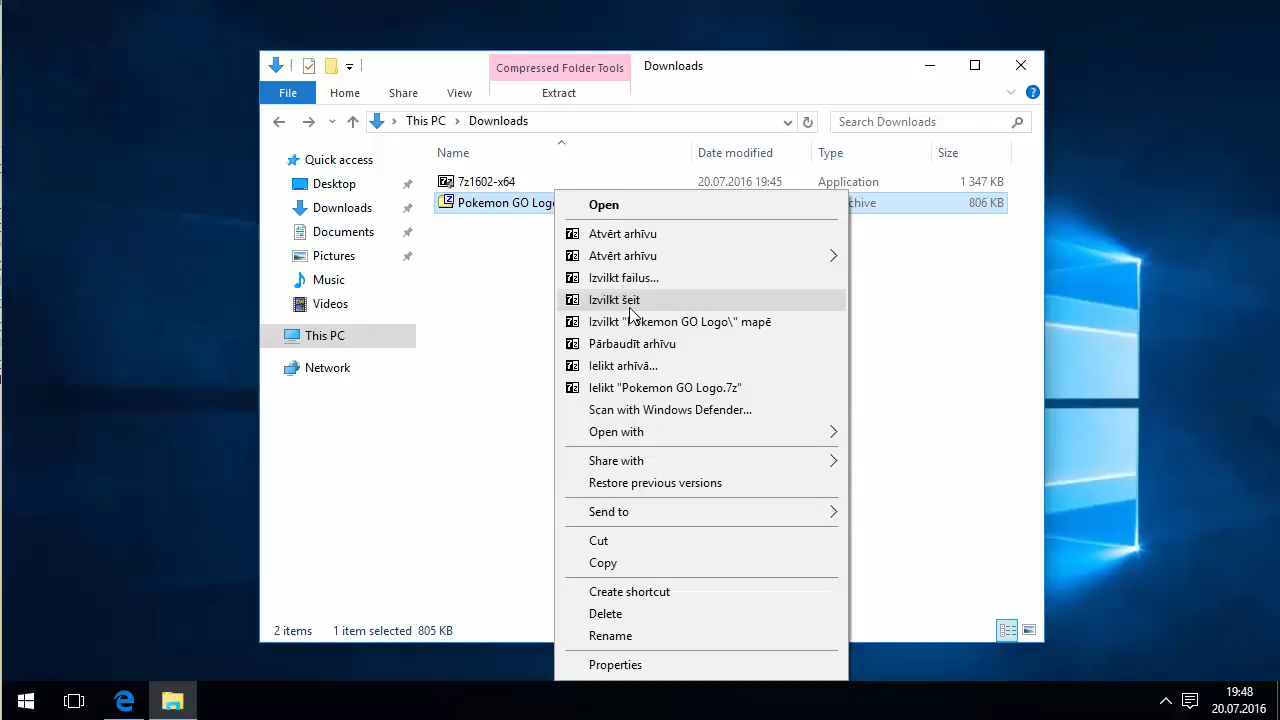 Compressed Folder Tools
Downloads
File
Home
Share
View
Extract
This PC
Downloads
Search Downloads
Name
Date modified
Type
Size
Quick access
Desktop
Downloads
Documents
Pictures
Music
Videos
This PC
Network
7z1602-x64
20.07.2016 19:45
Application
1 347 KB
Pokemon GO Logo
chive
806 KB
Open
Atvērt arhīvu
Atvērt arhīvu
Izvilkt failus...
Izvilkt šeit
Izvilkt "Pokemon GO Logo\" mapē
Pārbaudīt arhīvu
Ielikt arhīvā...
Ielikt "Pokemon GO Logo.7z"
Scan with Windows Defender...
Open with
Share with
Restore previous versions
Send to
Cut
Copy
Create shortcut
Delete
Rename
Properties
2 items
1 item selected 805 KB
19:48
20.07.2016